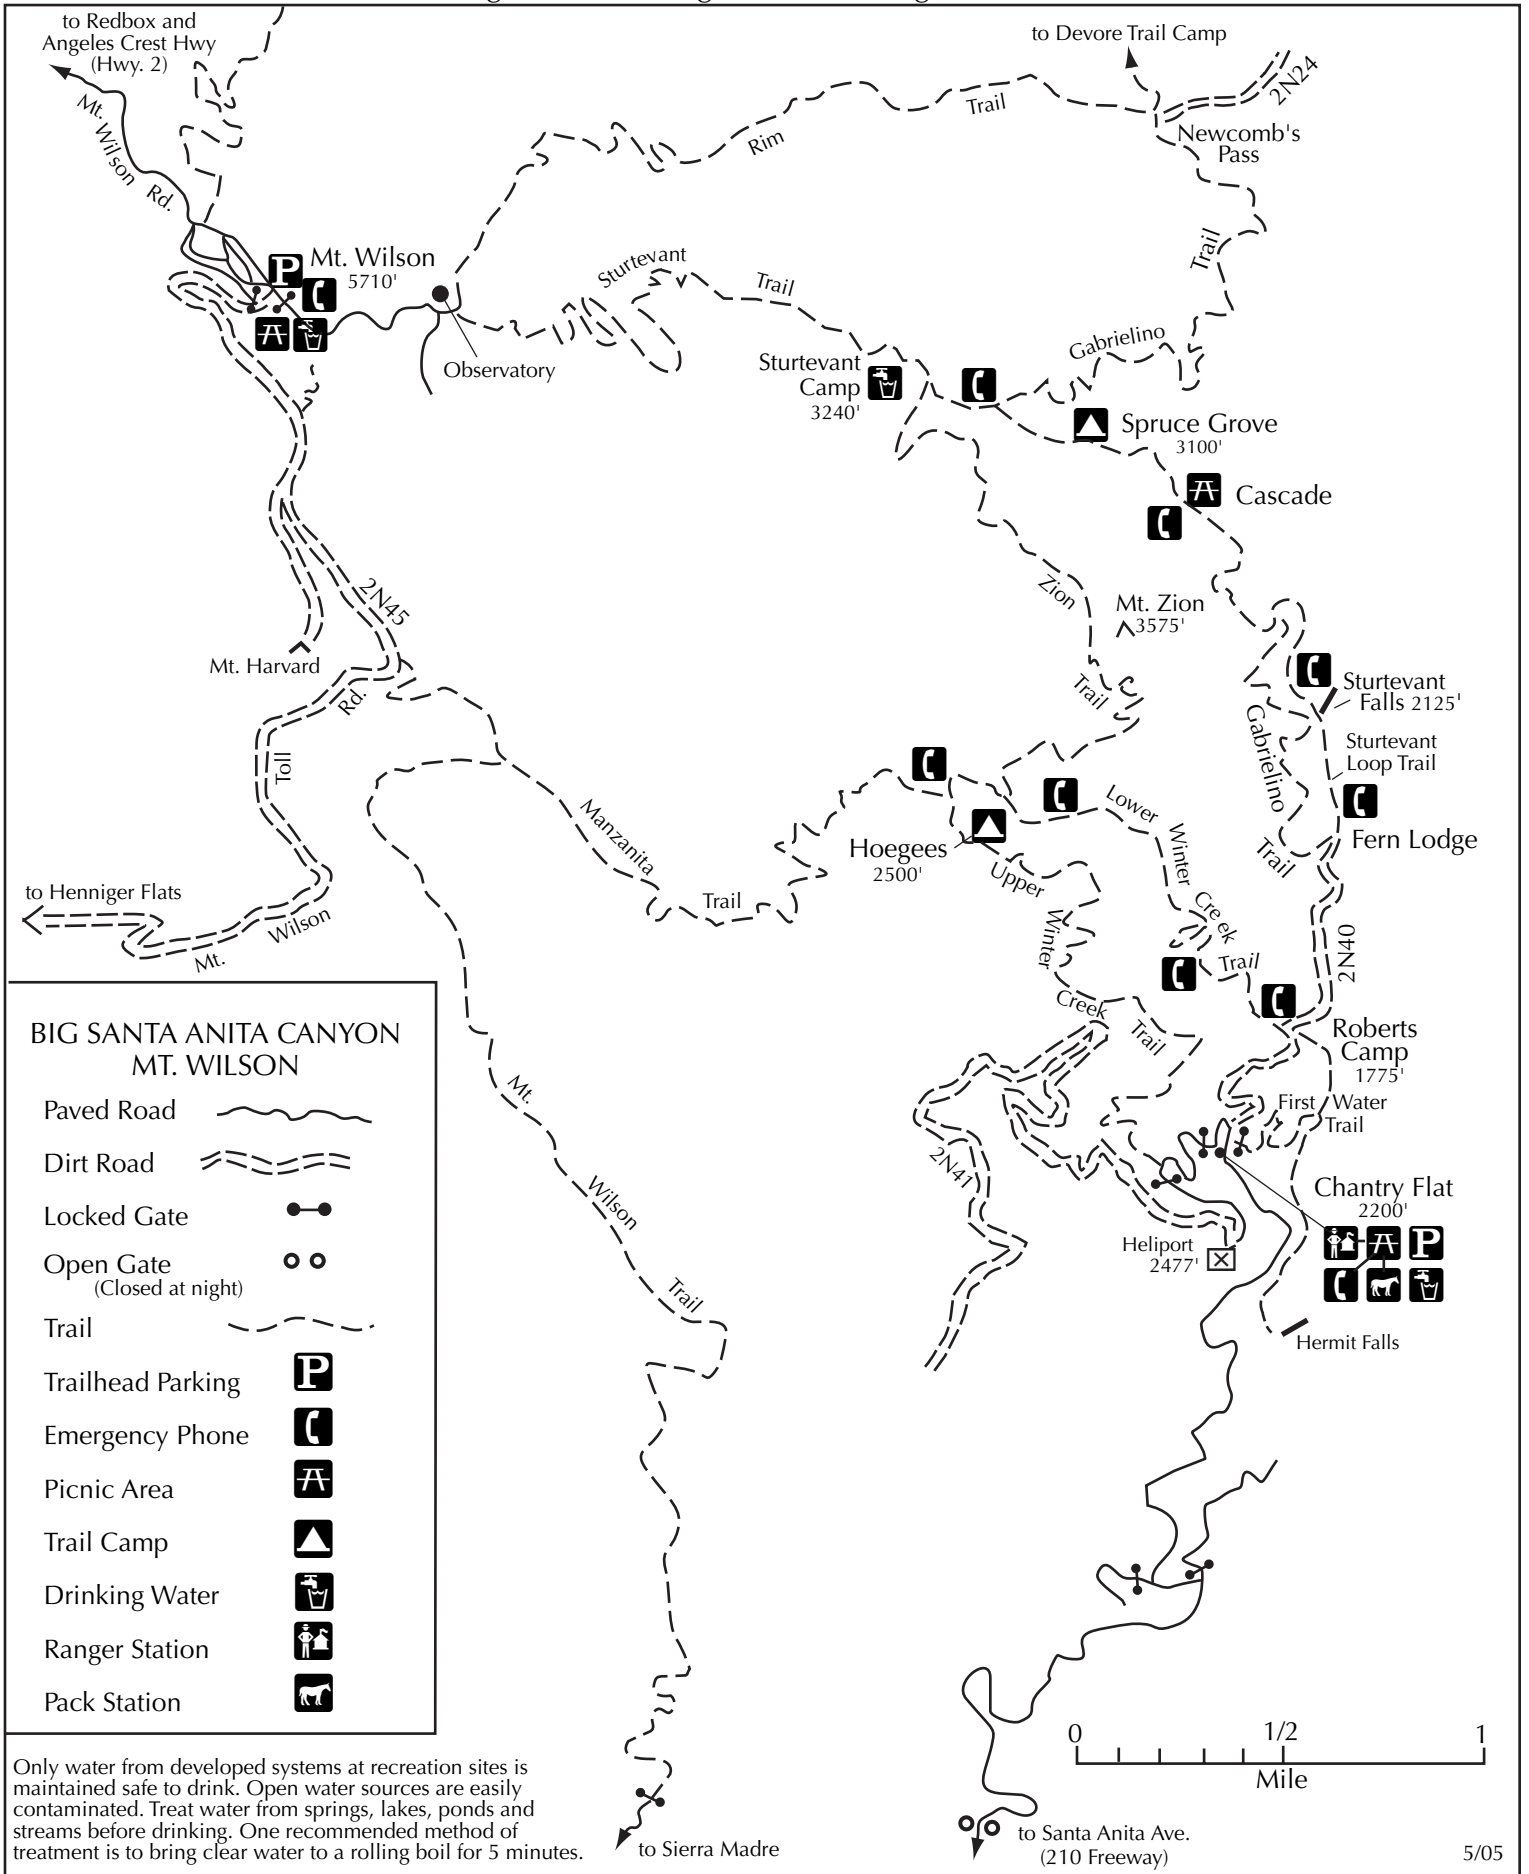 to Redbox and
Angeles Crest Hwy
(Hwy. 2)
Mt. Wilson Rd.
to Devore Trail Camp
2N24
Newcomb's
Pass
Rim Trail
Mt. Wilson
5710'
Observatory
Sturtevant Trail
Trail
Gabrielino
Sturtevant
Camp
3240'
Spruce Grove
3100'
Cascade
Zion
Trail
Mt. Zion
3575'
2N45
Mt. Harvard
Rd.
Toll
Wilson
Mt.
to Henniger Flats
Sturtevant
Falls 2125'
Sturtevant
Loop Trail
Gabrielino
Trail
Fern Lodge
Manzanita
Trail
Hoegees
2500'
Lower
Winter
Creek
Trail
Upper
Winter
Creek
Trail
2N40
Roberts
Camp
1775'
First Water
Trail
2N41
Chantry Flat
2200'
Heliport
2477'
Hermit Falls
Mt.
Wilson
Trail
BIG SANTA ANITA CANYON
MT. WILSON
Paved Road
Dirt Road
Locked Gate
Open Gate
(Closed at night)
Trail
Trailhead Parking
P
Emergency Phone
Picnic Area
Trail Camp
Drinking Water
Ranger Station
Pack Station
Only water from developed systems at recreation sites is
maintained safe to drink. Open water sources are easily
contaminated. Treat water from springs, lakes, ponds and
streams before drinking. One recommended method of
treatment is to bring clear water to a rolling boil for 5 minutes.
to Sierra Madre
0 1/2 1
Mile
to Santa Anita Ave.
(210 Freeway)
5/05
P
P